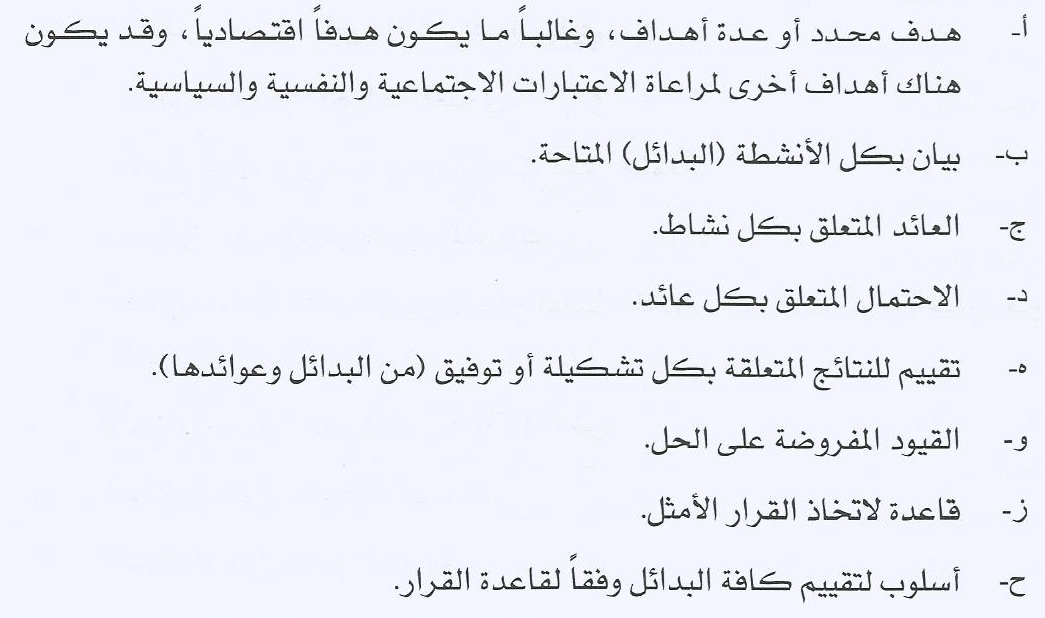 أ- هدف محدد أو عدة أهداف، وغالباً ما يكون هدفاً اقتصادياً، وقد يكون
هناك أهداف أخرى لمراعاة الاعتبارات الاجتماعية والنفسية والسياسية.
ب- بيان بكل الأنشطة (البدائل) المتاحة.
ج- العائد المتعلق بكل نشاط.
د- الاحتمال المتعلق بكل عائد.
ه- تقييم للنتائج المتعلقة بكل تشكيلة أو توفيق (من البدائل وعوائدها).
و- القيود المفروضة على الحل.
ز- قاعدة لاتخاذ القرار الأمثل.
ح- أسلوب لتقييم كافة البدائل وفقاً لقاعدة القرار.